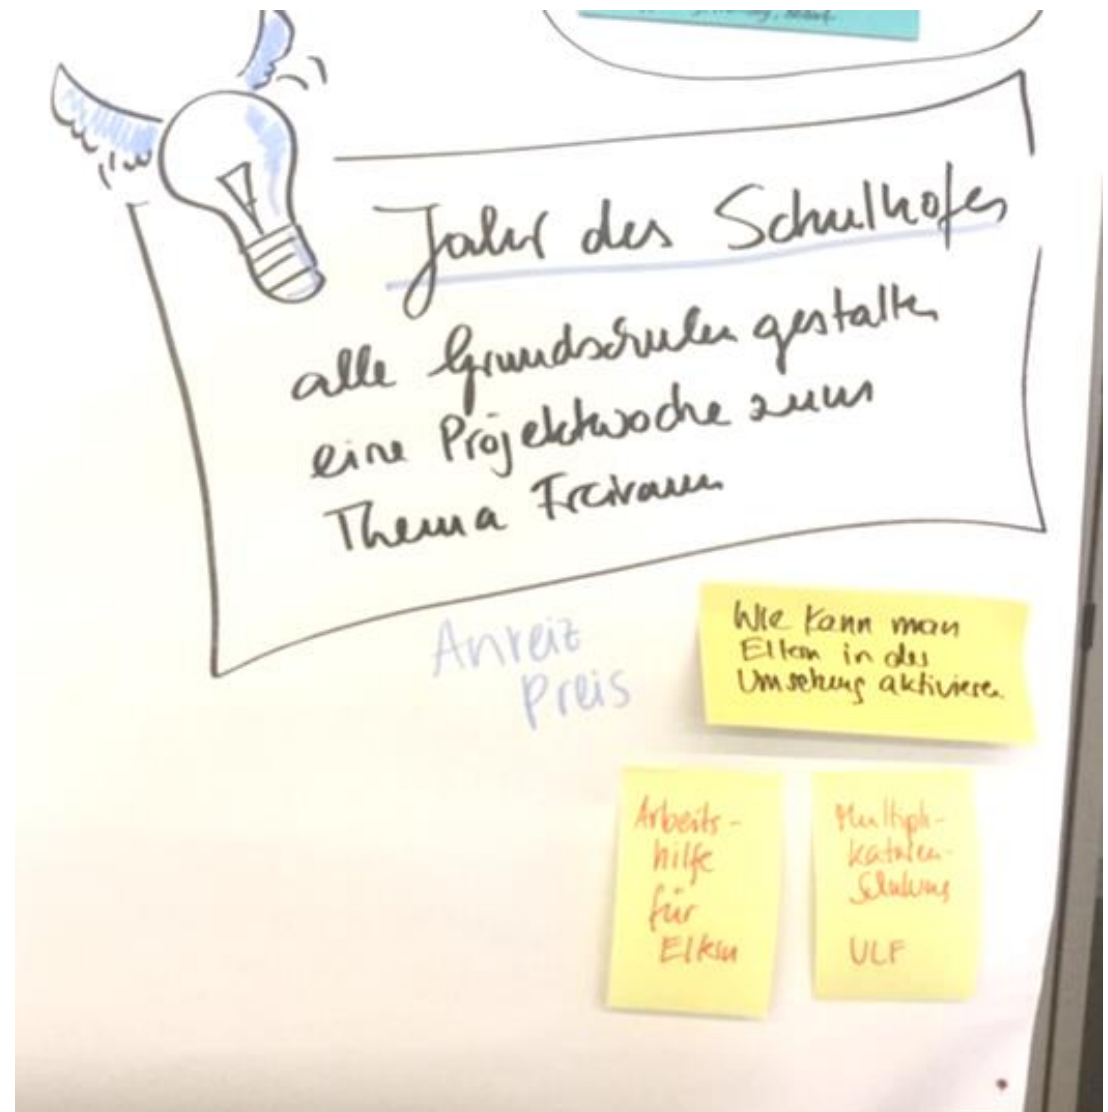 Jahr des Schulhofes
alle Grundschulen gestalten
eine Projektwoche zum
Thema Freiraum
Anreiz
Preis
Wie kann man
Eltern in der
Umsetzung aktivieren
Arbeits-
hilfe
für
Eltern
Multipli-
katoren-
Schulung
ULF